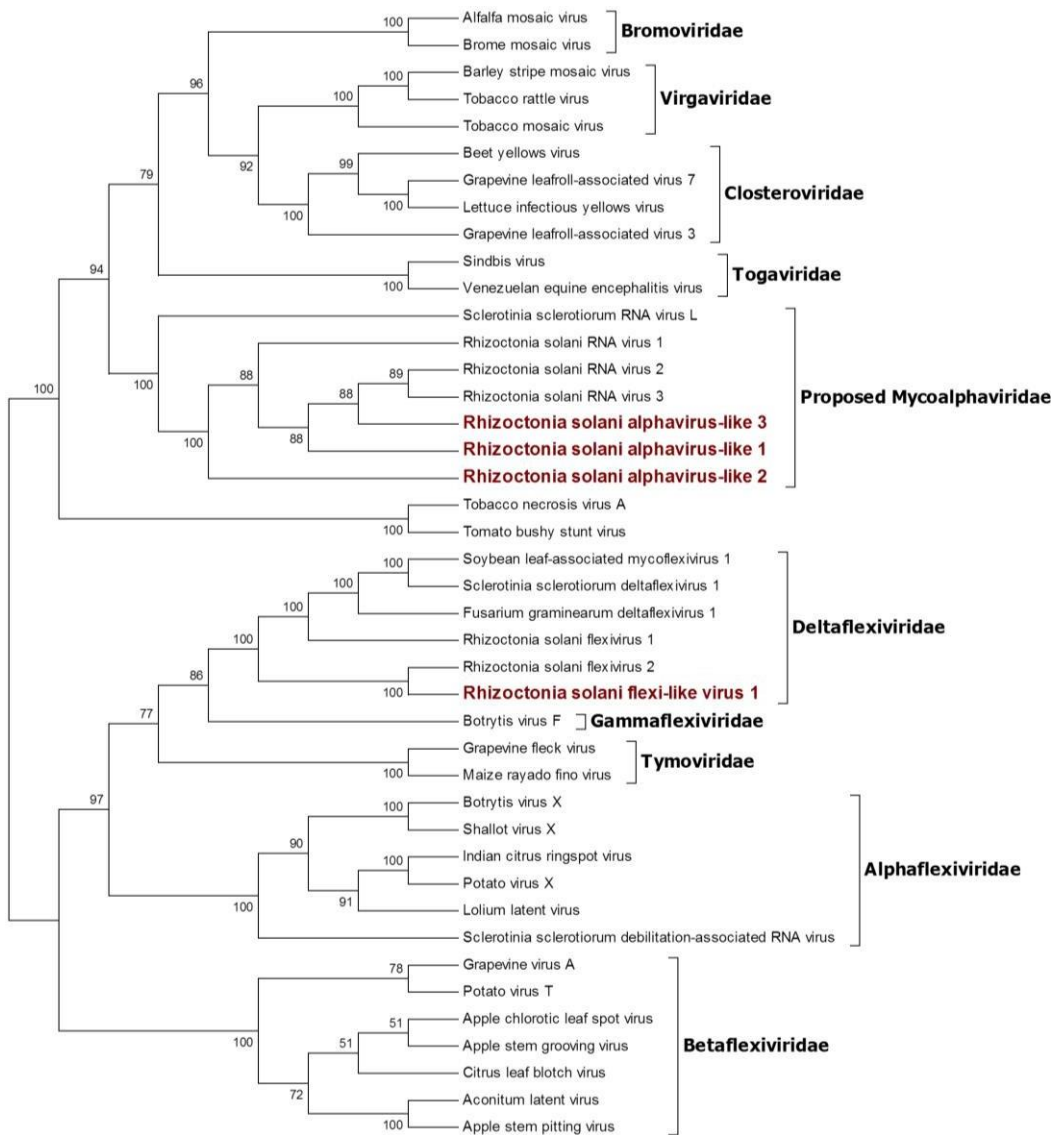 100
Alfalfa mosaic virus
Brome mosaic virus
Bromoviridae
96
100
100
Barley stripe mosaic virus
Tobacco rattle virus
Tobacco mosaic virus
Virgaviridae
79
92
99
100
100
Beet yellows virus
Grapevine leafroll-associated virus 7
Lettuce infectious yellows virus
Grapevine leafroll-associated virus 3
Closteroviridae
94
100
Sindbis virus
Venezuelan equine encephalitis virus
Togaviridae
100
100
88
88
89
100
88
Sclerotinia sclerotiorum RNA virus L
Rhizoctonia solani RNA virus 1
Rhizoctonia solani RNA virus 2
Rhizoctonia solani RNA virus 3
Rhizoctonia solani alphavirus-like 3
Rhizoctonia solani alphavirus-like 1
Rhizoctonia solani alphavirus-like 2
Proposed Mycoalphaviridae
100
Tobacco necrosis virus A
Tomato bushy stunt virus
100
100
100
100
100
Soybean leaf-associated mycoflexivirus 1
Sclerotinia sclerotiorum deltaflexivirus 1
Fusarium graminearum deltaflexivirus 1
Rhizoctonia solani flexivirus 1
Rhizoctonia solani flexivirus 2
Rhizoctonia solani flexi-like virus 1
Deltaflexiviridae
86
Botrytis virus F
Gammaflexiviridae
77
100
Grapevine fleck virus
Maize rayado fino virus
Tymoviridae
97
100
90
100
100
91
Botrytis virus X
Shallot virus X
Indian citrus ringspot virus
Potato virus X
Lolium latent virus
Sclerotinia sclerotiorum debilitation-associated RNA virus
Alphaflexiviridae
100
78
51
51
72
100
Grapevine virus A
Potato virus T
Apple chlorotic leaf spot virus
Apple stem grooving virus
Citrus leaf blotch virus
Aconitum latent virus
Apple stem pitting virus
Betaflexiviridae